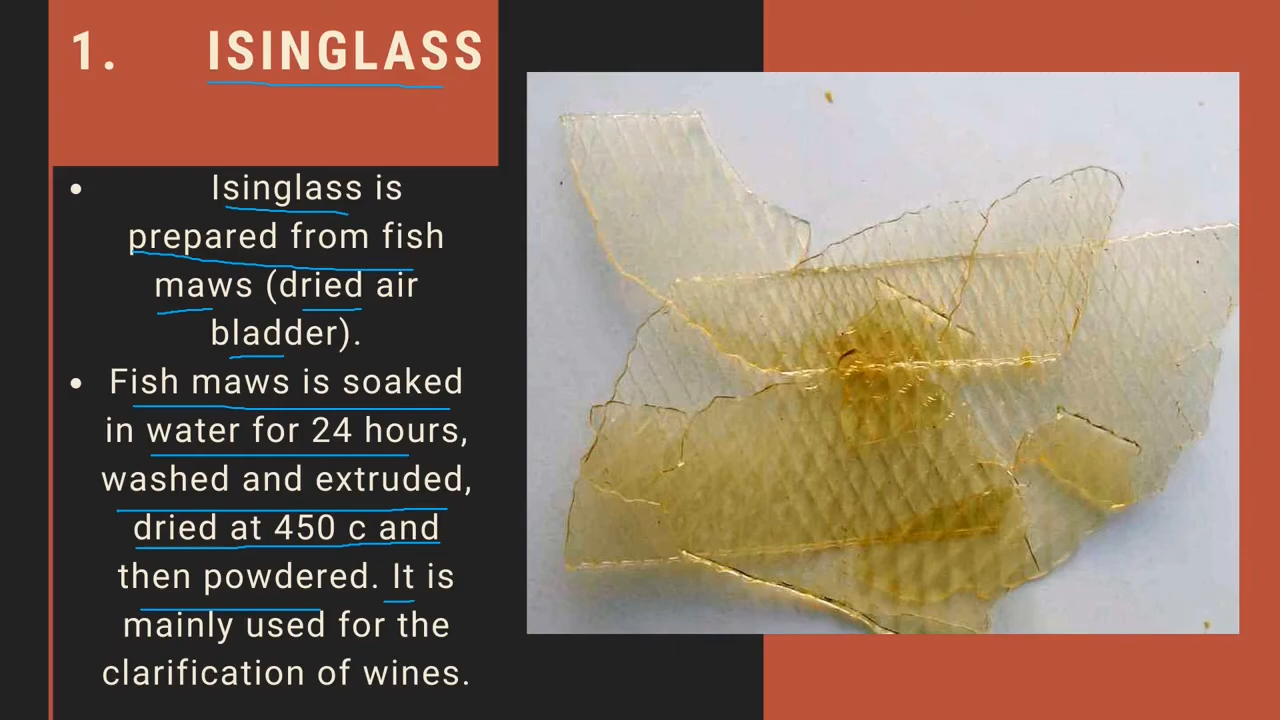 1. ISINGLASS
• Isinglass is
prepared from fish
maws (dried air
bladder).
• Fish maws is soaked
in water for 24 hours,
washed and extruded,
dried at 450 c and
then powdered. It is
mainly used for the
clarification of wines.